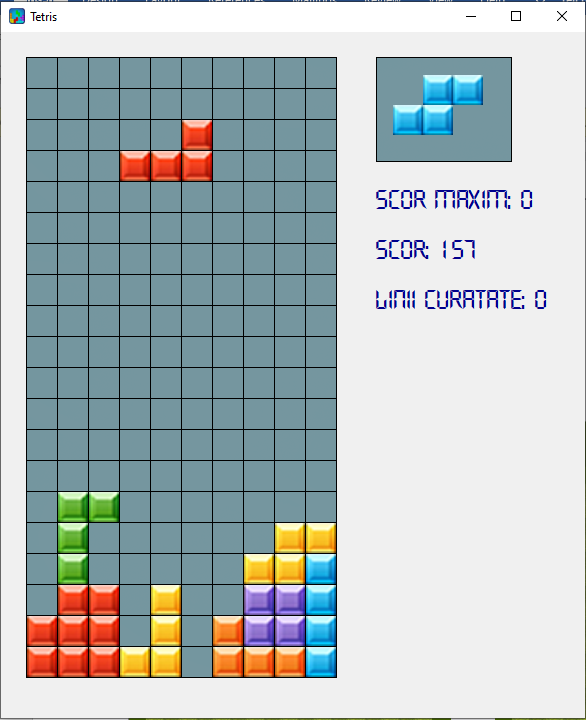 Tetris
SCOR MAXIM: 0
SCOR: 157
LINII CURATATE: 0